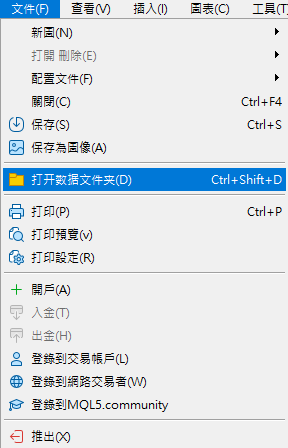 文件(F) 查看(V) 插入(I) 圖表(C) 工具(T)
新圖(N)
打開 刪除(E)
配置文件(F)
關閉(C) Ctrl+F4
保存(S) Ctrl+S
保存為圖像(A)
打开数据文件夹(D) Ctrl+Shift+D
打印(P) Ctrl+P
打印預覽(v)
打印設定(R)
開戶(A)
入金(T)
出金(H)
登錄到交易帳戶(L)
登錄到網路交易者(W)
登錄到MQL5.community
推出(X)